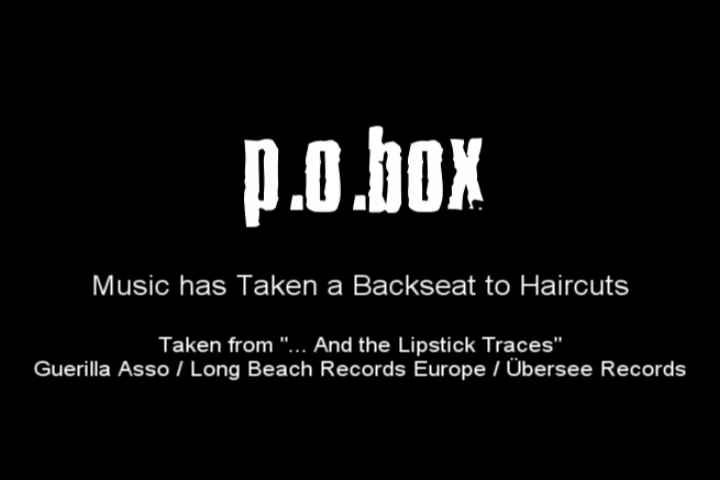 p.o.box
Music has Taken a Backseat to Haircuts
Taken from "... And the Lipstick Traces"
Guerilla Asso / Long Beach Records Europe / Übersee Records